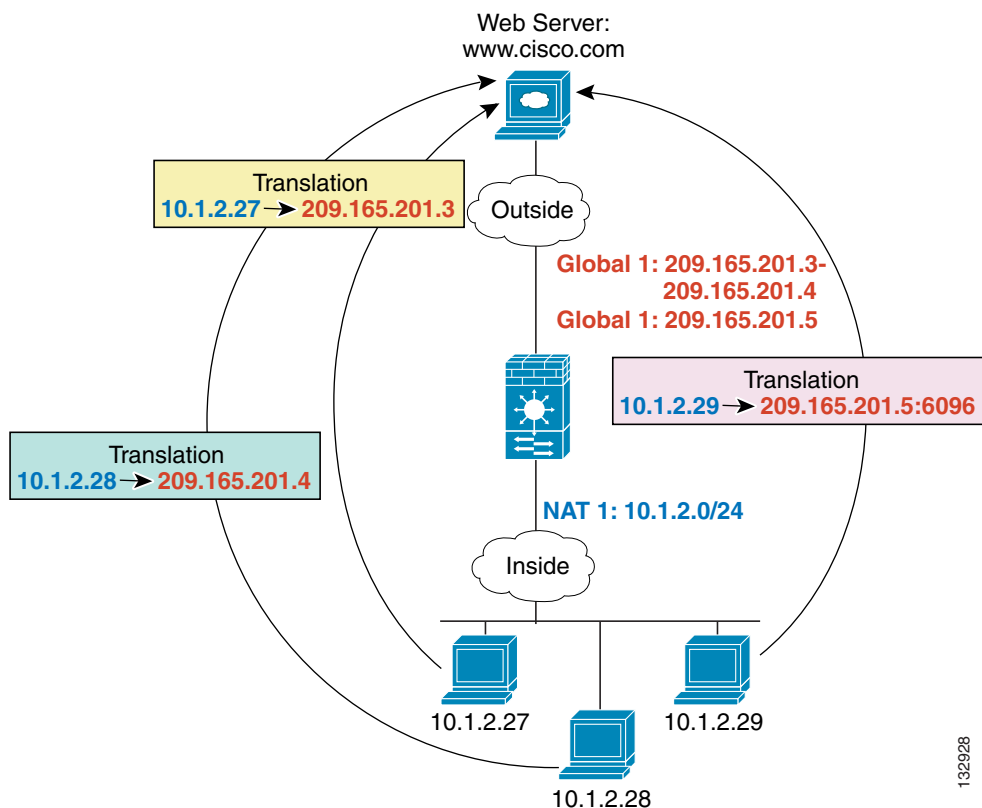 Web Server:
www.cisco.com
Translation
10.1.2.27 209.165.201.3
Outside
Global 1: 209.165.201.3-
209.165.201.4
Global 1: 209.165.201.5
Translation
10.1.2.29 209.165.201.5:6096
Translation
10.1.2.28 209.165.201.4
NAT 1: 10.1.2.0/24
Inside
10.1.2.27
10.1.2.29
10.1.2.28
132928